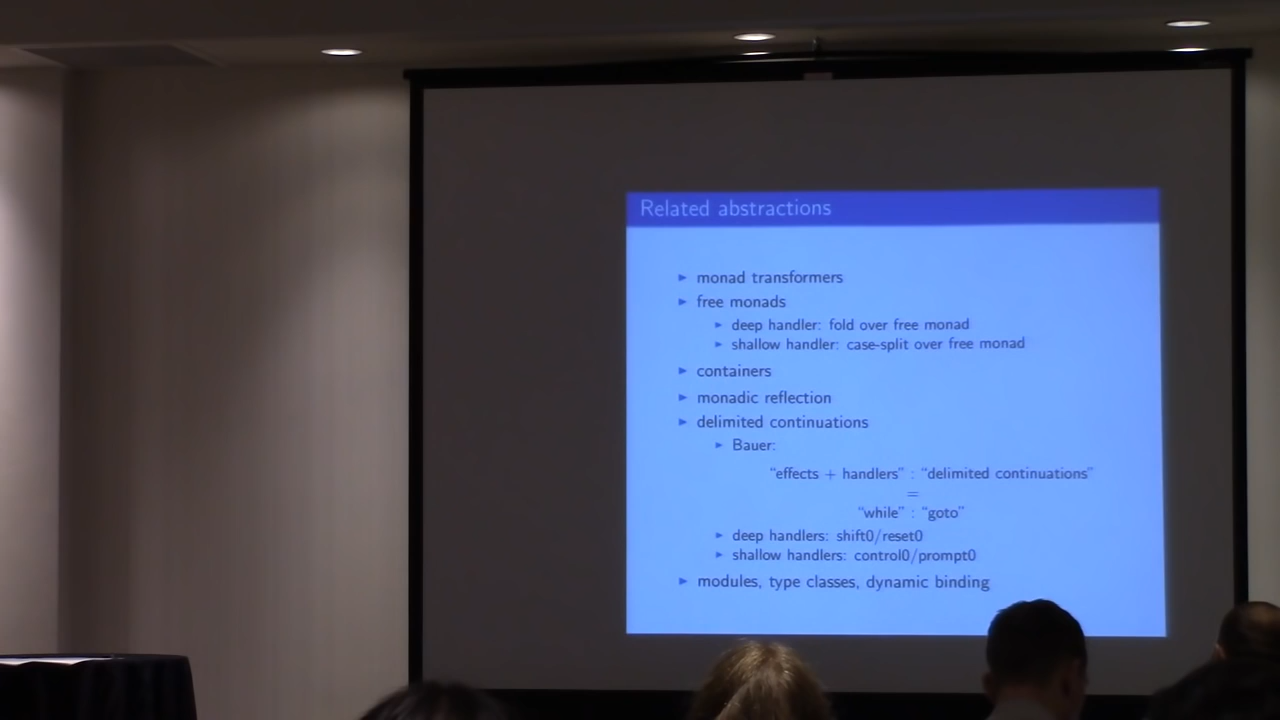 Related abstractions
► monad transformers
► free monads
► deep handler: fold over free monad
► shallow handler: case-split over free monad
► containers
► monadic reflection
► delimited continuations
► Bauer:
“effects + handlers” : “delimited continuations”
=
“while” : “goto”
► deep handlers: shift0/reset0
► shallow handlers: control0/prompt0
► modules, type classes, dynamic binding